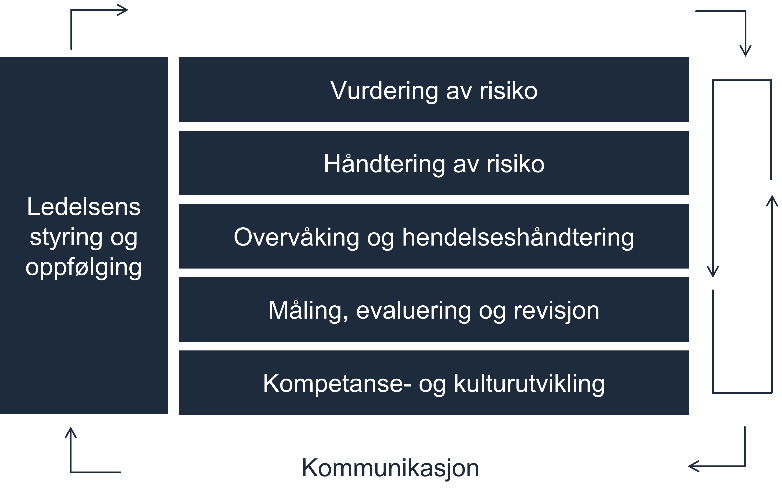 Ledelsens
styring og
oppfølging
Vurdering av risiko
Håndtering av risiko
Overvåking og hendelseshåndtering
Måling, evaluering og revisjon
Kompetanse- og kulturutvikling
Kommunikasjon